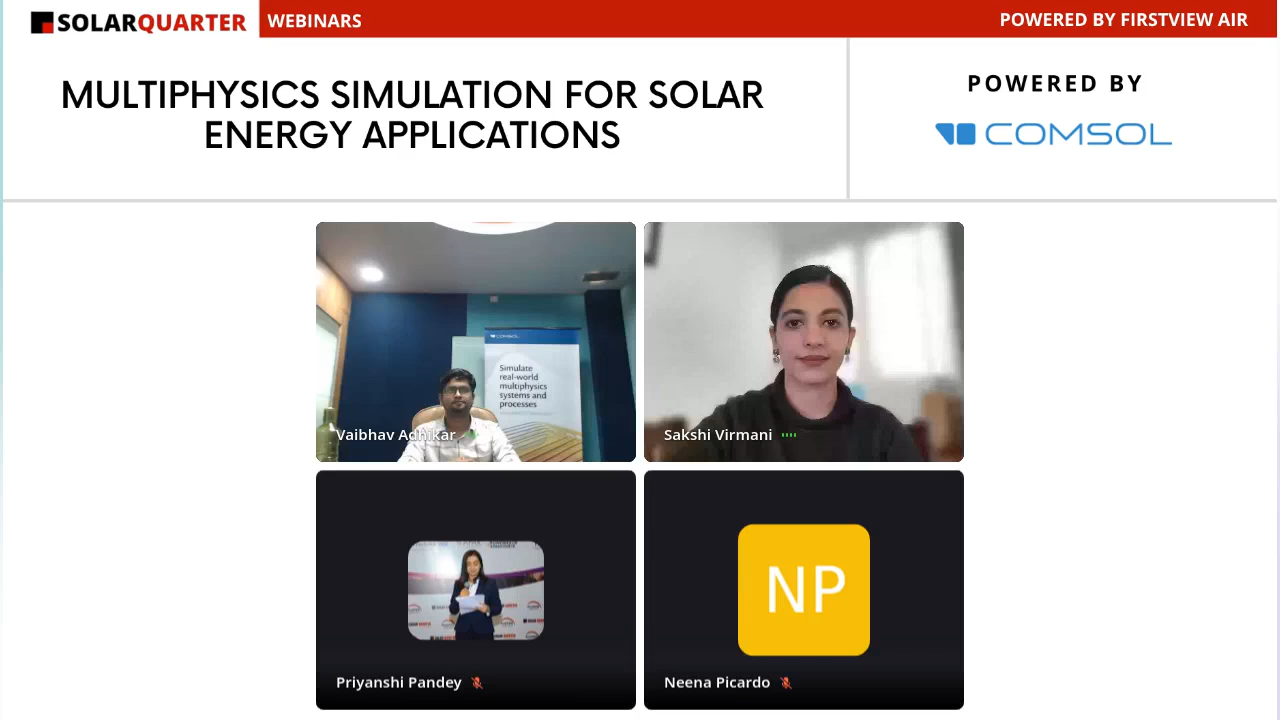 SOLARQUARTER WEBINARS
POWERED BY FIRSTVIEW AIR
MULTIPHYSICS SIMULATION FOR SOLAR
ENERGY APPLICATIONS
POWERED BY
COMSOL
COMSOL
Simulate
real-world
multiphysics
systems and
processes
Vaibhav Adhikar
Sakshi Virmani
NP
Priyanshi Pandey
Neena Picardo